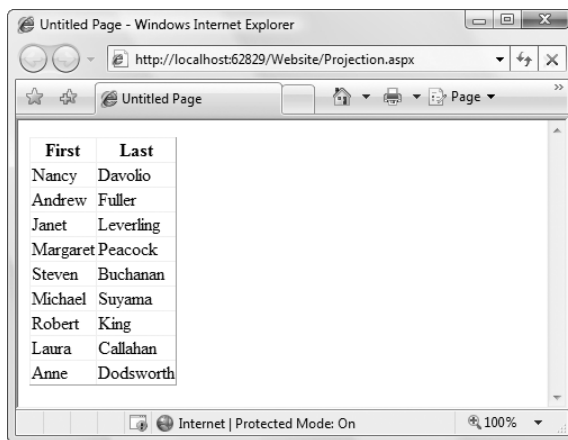 Untitled Page - Windows Internet Explorer
http://localhost:62829/Website/Projection.aspx
Untitled Page
Page
First Last
Nancy Davolio
Andrew Fuller
Janet Leverling
Margaret Peacock
Steven Buchanan
Michael Suyama
Robert King
Laura Callahan
Anne Dodsworth
Internet | Protected Mode: On
100%